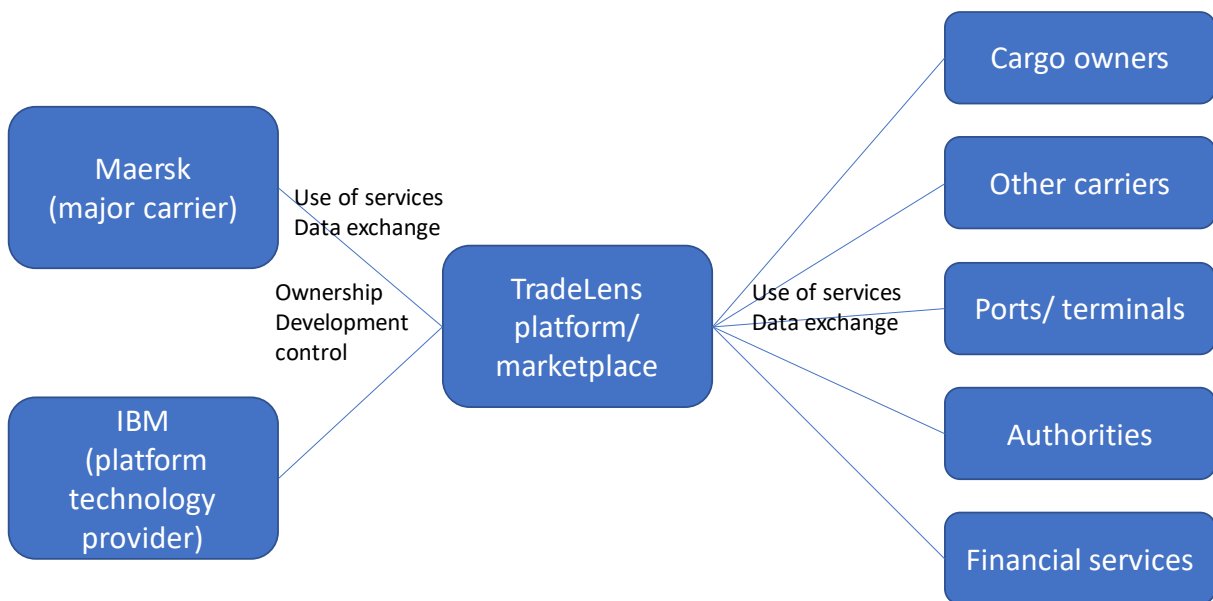 Maersk
(major carrier)
IBM
(platform
technology
provider)
Use of services
Data exchange
Ownership
Development
control
TradeLens
platform/
marketplace
Use of services
Data exchange
Cargo owners
Other carriers
Ports/ terminals
Authorities
Financial services